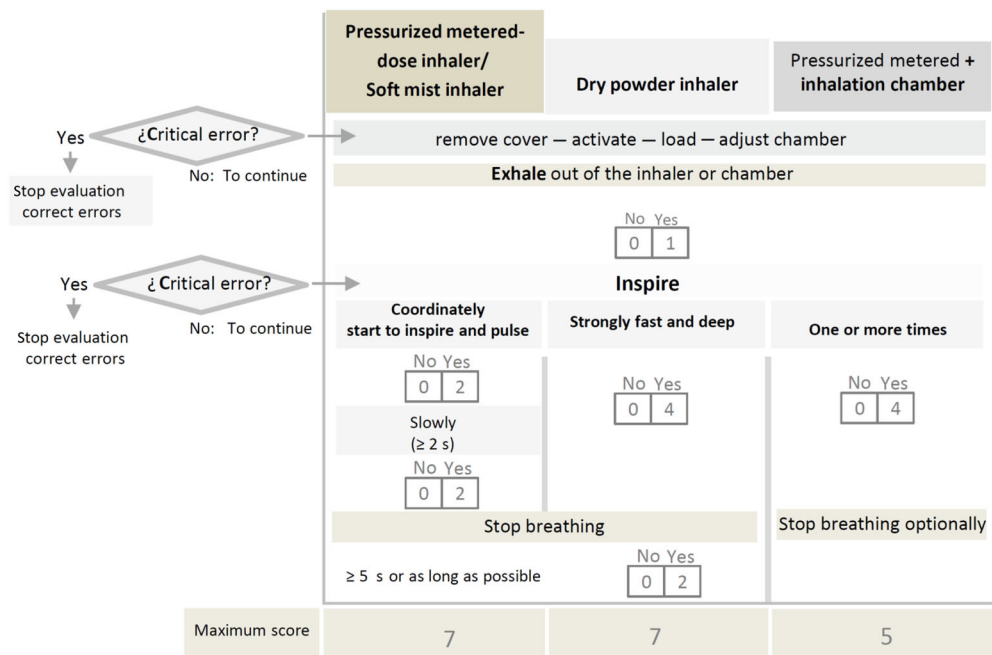 Pressurized metered-
dose inhaler/
Soft mist inhaler
Dry powder inhaler
Pressurized metered +
inhalation chamber
Yes
¿Critical error?
No: To continue
Stop evaluation
correct errors
remove cover — activate — load — adjust chamber
Exhale out of the inhaler or chamber
No Yes
0 1
Yes
¿ Critical error?
No: To continue
Stop evaluation
correct errors
Inspire
Coordinately
start to inspire and pulse
Strongly fast and deep
One or more times
No Yes
0 2
No Yes
0 4
No Yes
0 4
Slowly
(≥ 2 s)
No Yes
0 2
Stop breathing
Stop breathing optionally
≥ 5 s or as long as possible
No Yes
0 2
Maximum score
7
7
5